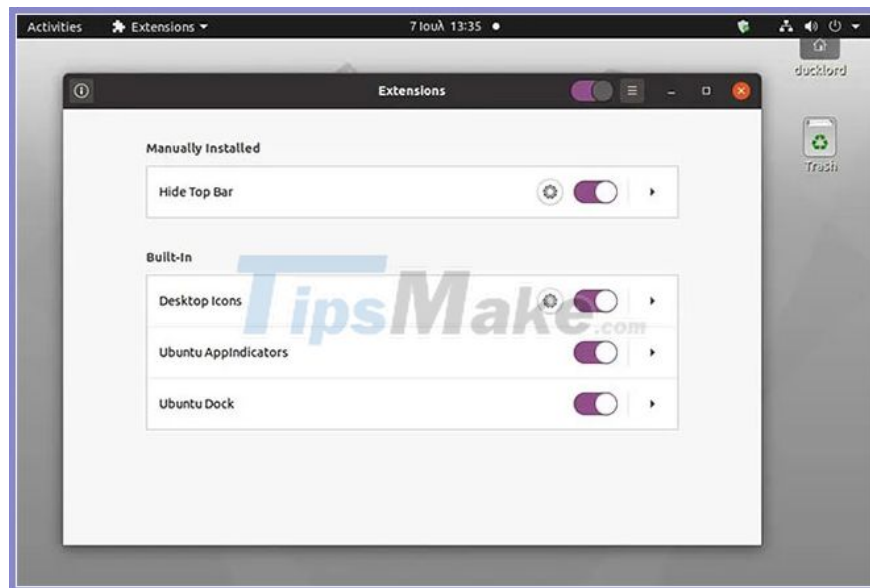 Activities Extensions 7 Ιουλ 13:35
ducklord
Extensions
Trash
Manually Installed
Hide Top Bar
Built-In
Desktop Icons
TipsMake.com
Ubuntu AppIndicators
Ubuntu Dock